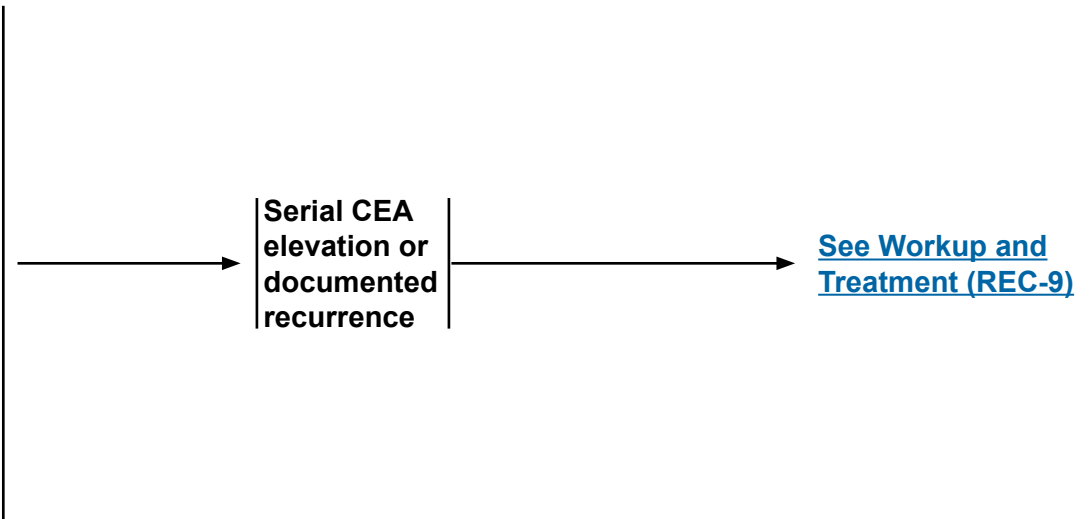 Serial CEA
elevation or
documented
recurrence
See Workup and
Treatment (REC-9)